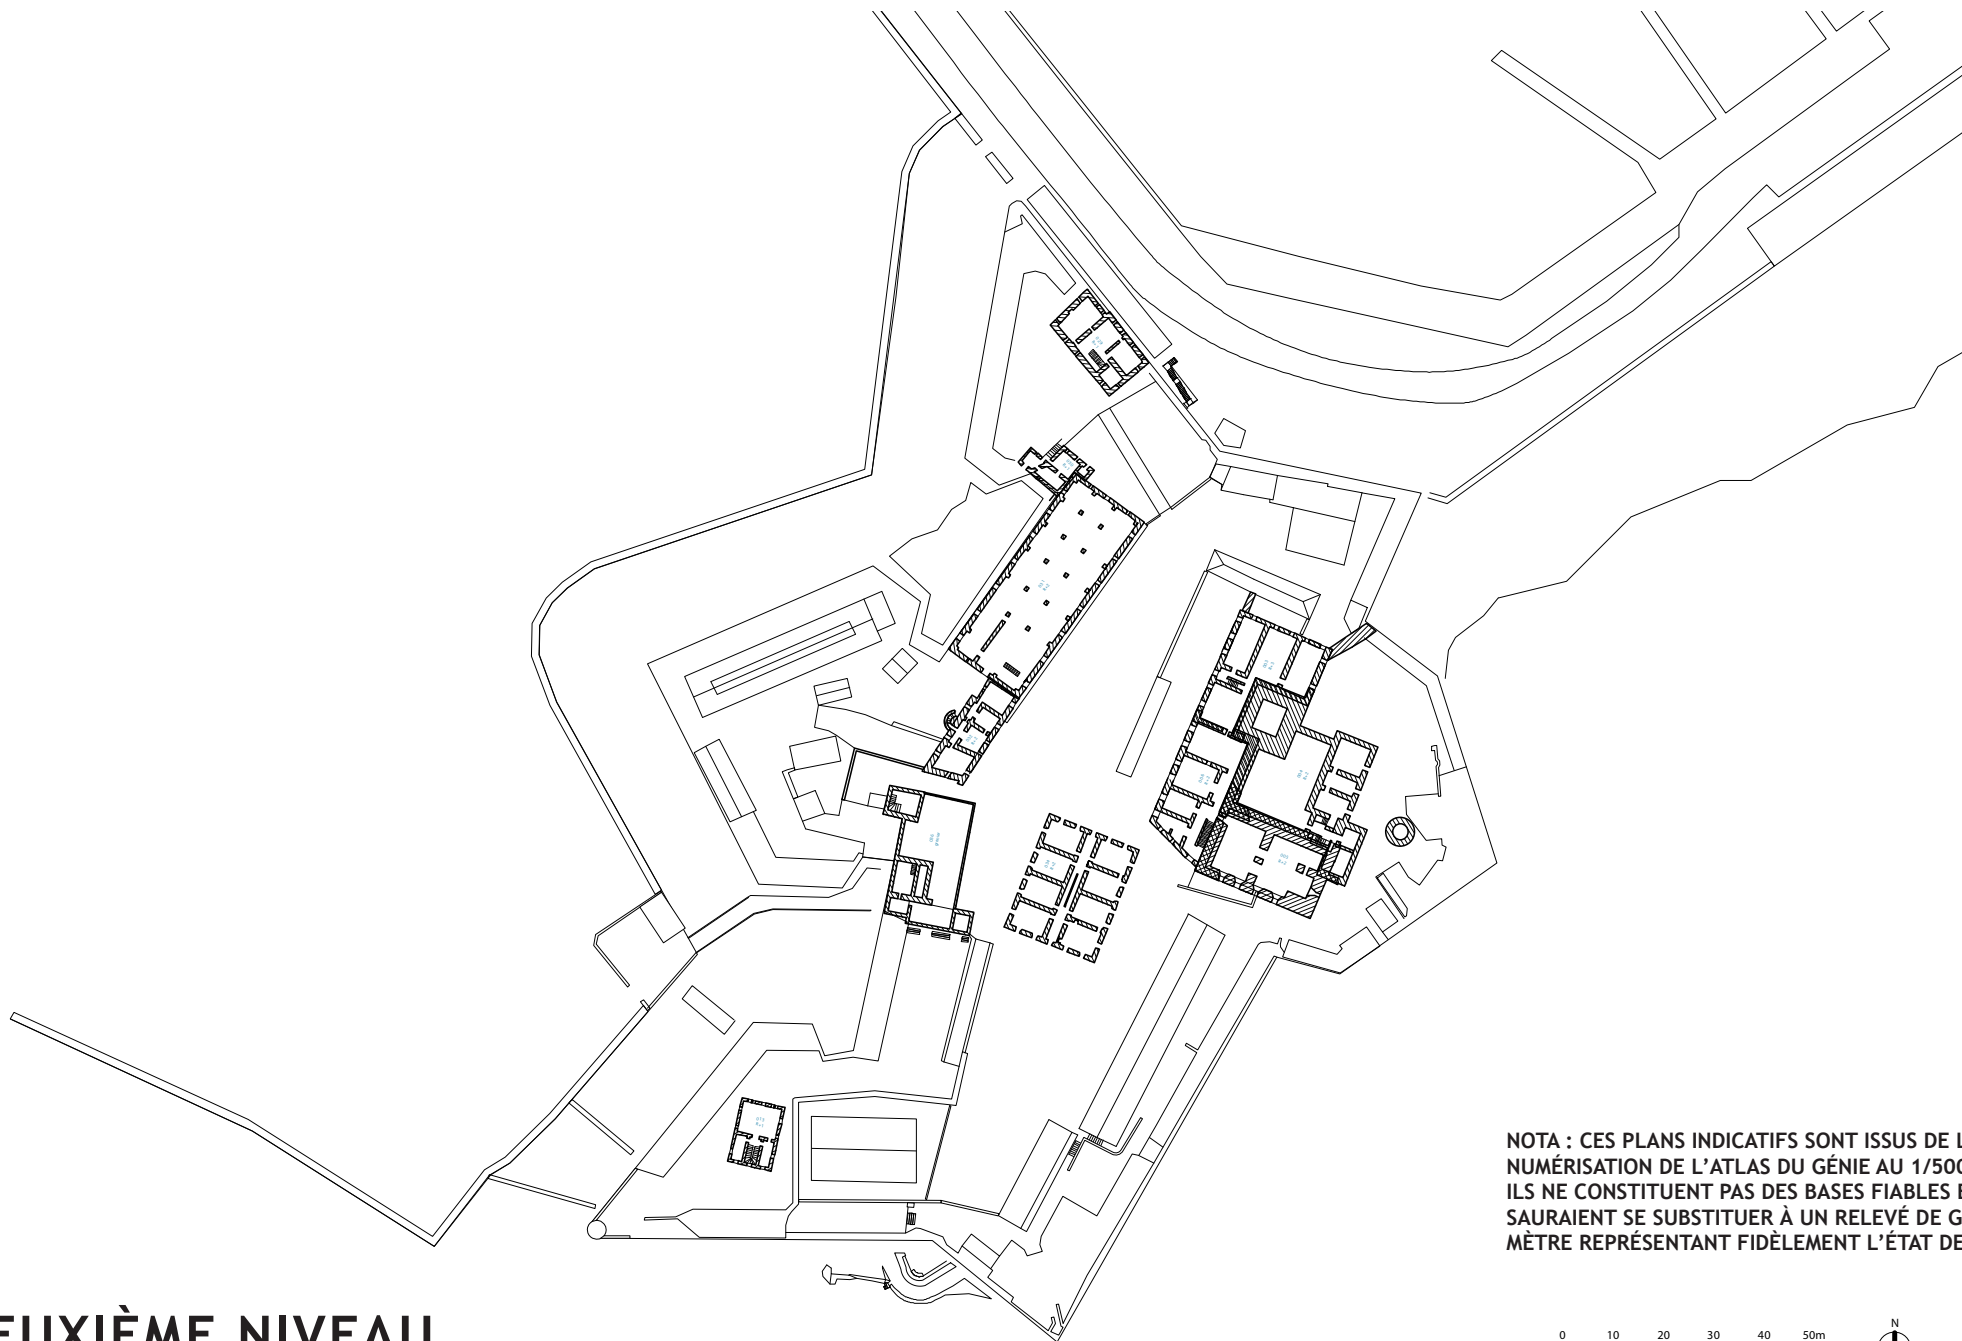 NOTA : CES PLANS INDICATIFS SONT ISSUS DE L
NUMÉRISATION DE L’ATLAS DU GÉNIE AU 1/500
ILS NE CONSTITUENT PAS DES BASES FIABLES E
SAURAIENT SE SUBSTITUER À UN RELEVÉ DE G
MÈTRE REPRÉSENTANT FIDÈLEMENT L’ÉTAT DE
EUXIÈME NIVEAU
N
0 10 20 30 40 50m